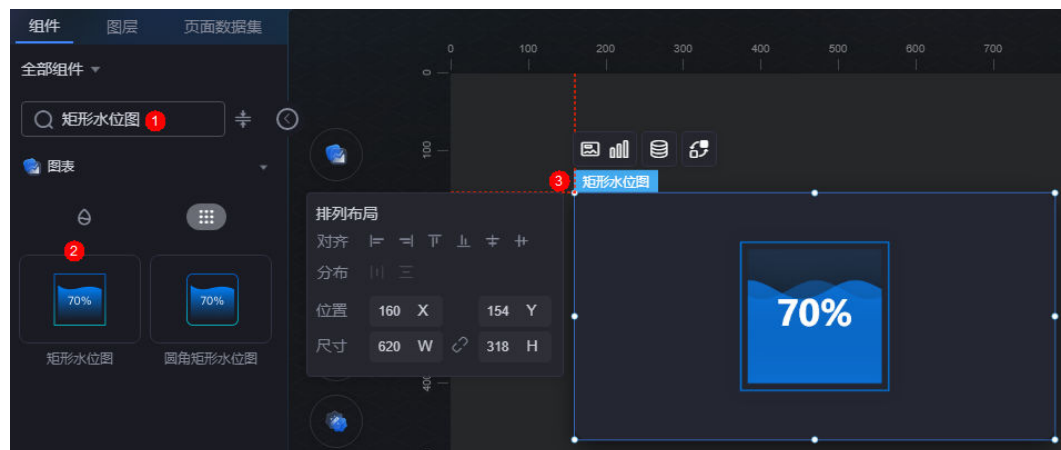 组件 图层 页面数据集
全部组件
矩形水位图 1
图表
2
70% 70%
矩形水位图 圆角矩形水位图
0 100 200 300 400 500 600 700
0
100
400
3 矩形水位图
排列布局
对齐
分布
位置 160 X 154 Y
尺寸 620 W 318 H
70%